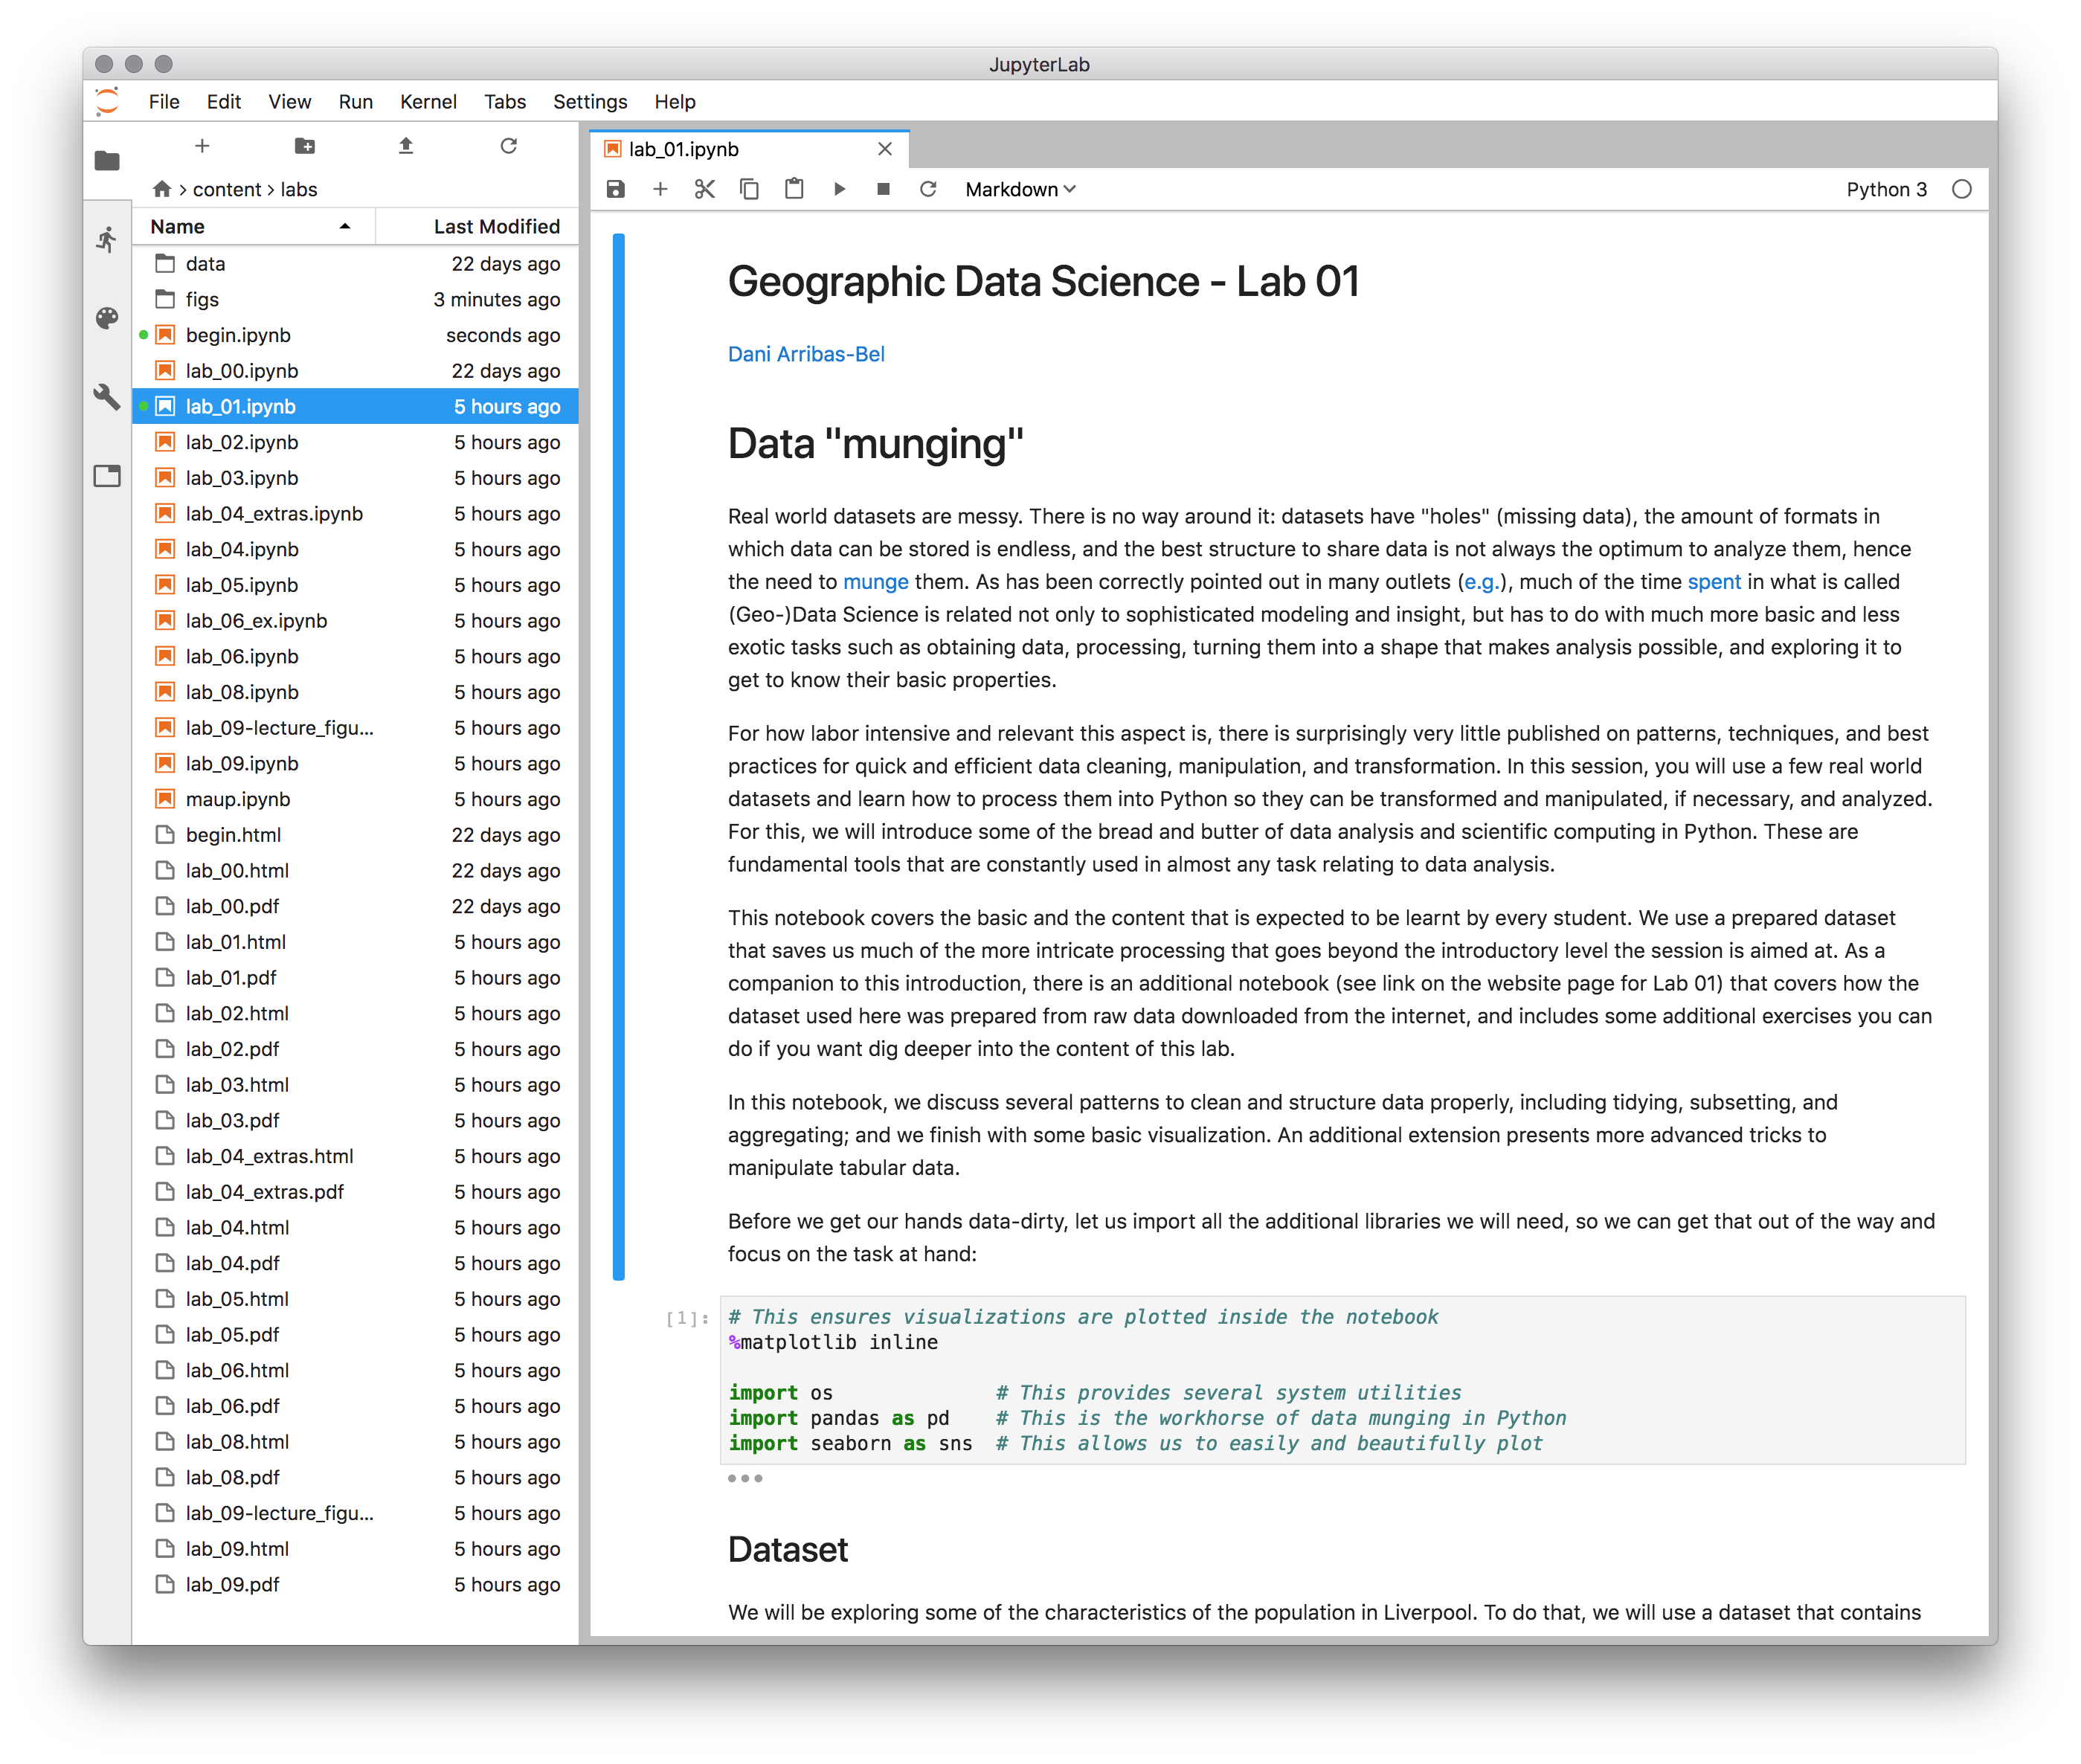 JupyterLab
File Edit View Run Kernel Tabs Settings Help
> content > labs
Name Last Modified
data 22 days ago
figs 3 minutes ago
begin.ipynb seconds ago
lab_00.ipynb 22 days ago
lab_01.ipynb 5 hours ago
lab_02.ipynb 5 hours ago
lab_03.ipynb 5 hours ago
lab_04_extras.ipynb 5 hours ago
lab_04.ipynb 5 hours ago
lab_05.ipynb 5 hours ago
lab_06_ex.ipynb 5 hours ago
lab_06.ipynb 5 hours ago
lab_08.ipynb 5 hours ago
lab_09-lecture_figu... 5 hours ago
lab_09.ipynb 5 hours ago
maup.ipynb 5 hours ago
begin.html 22 days ago
lab_00.html 22 days ago
lab_00.pdf 22 days ago
lab_01.html 5 hours ago
lab_01.pdf 5 hours ago
lab_02.html 5 hours ago
lab_02.pdf 5 hours ago
lab_03.html 5 hours ago
lab_03.pdf 5 hours ago
lab_04_extras.html 5 hours ago
lab_04_extras.pdf 5 hours ago
lab_04.html 5 hours ago
lab_04.pdf 5 hours ago
lab_05.html 5 hours ago
lab_05.pdf 5 hours ago
lab_06.html 5 hours ago
lab_06.pdf 5 hours ago
lab_08.html 5 hours ago
lab_08.pdf 5 hours ago
lab_09-lecture_figu... 5 hours ago
lab_09.html 5 hours ago
lab_09.pdf 5 hours ago
lab_01.ipynb
Markdown Python 3
Geographic Data Science - Lab 01
Dani Arribas-Bel
Data "munging"
Real world datasets are messy. There is no way around it: datasets have "holes" (missing data), the amount of formats in
which data can be stored is endless, and the best structure to share data is not always the optimum to analyze them, hence
the need to munge them. As has been correctly pointed out in many outlets (e.g.), much of the time spent in what is called
(Geo-)Data Science is related not only to sophisticated modeling and insight, but has to do with much more basic and less
exotic tasks such as obtaining data, processing, turning them into a shape that makes analysis possible, and exploring it to
get to know their basic properties.
For how labor intensive and relevant this aspect is, there is surprisingly very little published on patterns, techniques, and best
practices for quick and efficient data cleaning, manipulation, and transformation. In this session, you will use a few real world
datasets and learn how to process them into Python so they can be transformed and manipulated, if necessary, and analyzed.
For this, we will introduce some of the bread and butter of data analysis and scientific computing in Python. These are
fundamental tools that are constantly used in almost any task relating to data analysis.
This notebook covers the basic and the content that is expected to be learnt by every student. We use a prepared dataset
that saves us much of the more intricate processing that goes beyond the introductory level the session is aimed at. As a
companion to this introduction, there is an additional notebook (see link on the website page for Lab 01) that covers how the
dataset used here was prepared from raw data downloaded from the internet, and includes some additional exercises you can
do if you want dig deeper into the content of this lab.
In this notebook, we discuss several patterns to clean and structure data properly, including tidying, subsetting, and
aggregating; and we finish with some basic visualization. An additional extension presents more advanced tricks to
manipulate tabular data.
Before we get our hands data-dirty, let us import all the additional libraries we will need, so we can get that out of the way and
focus on the task at hand:
[1]: # This ensures visualizations are plotted inside the notebook
%matplotlib inline
import os # This provides several system utilities
import pandas as pd # This is the workhorse of data munging in Python
import seaborn as sns # This allows us to easily and beautifully plot
Dataset
We will be exploring some of the characteristics of the population in Liverpool. To do that, we will use a dataset that contains